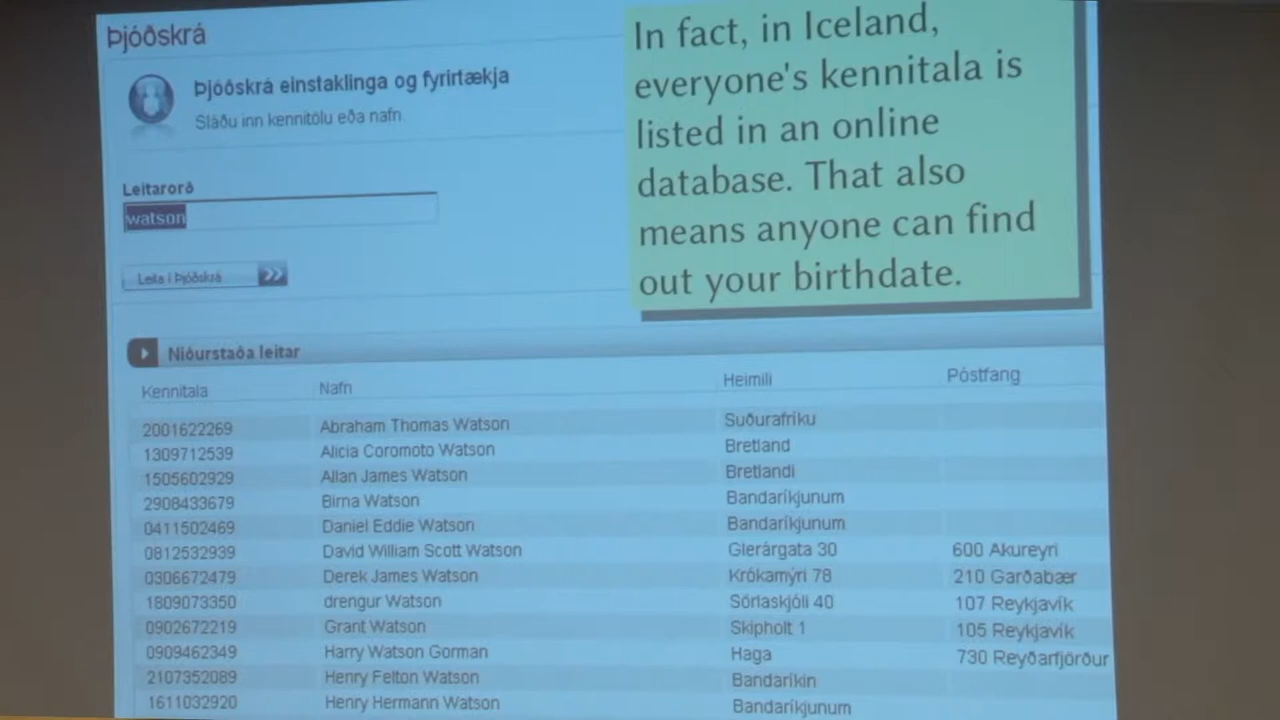 Þjóðskrá
Þjóðskrá einstaklinga og fyrirtækja
Sláðu inn kennitölu eða nafn
Leitarorð
watson
Leita í Þjóðskrá
In fact, in Iceland,
everyone's kennitala is
listed in an online
database. That also
means anyone can find
out your birthdate.
Niðurstaða leitar
Kennitala Nafn Heimili Póstfang
2001622269 Abraham Thomas Watson Suðurafríku
1309712539 Alicia Coromoto Watson Bretland
1505602929 Allan James Watson Bretlandi
2908433679 Birna Watson Bandaríkjunum
0411502469 Daniel Eddie Watson Bandaríkjunum
0812532939 David William Scott Watson Glerárgata 30 600 Akureyri
0306672479 Derek James Watson Krókamýri 78 210 Garðabær
1809073350 drengur Watson Sörlaskjóli 40 107 Reykjavík
0902672219 Grant Watson Skipholt 1 105 Reykjavík
0909462349 Harry Watson Gorman Haga 730 Reyðarfjörður
2107352089 Henry Felton Watson Bandaríkin
1611032920 Henry Hermann Watson Bandaríkjunum